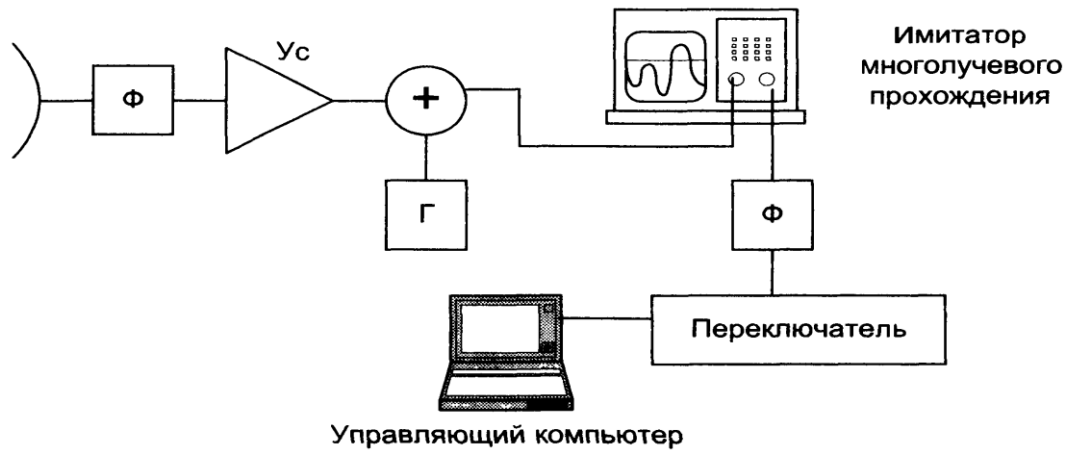 Ус
Имитатор
многолучевого
прохождения
Ф
+
Г
Ф
Переключатель
Управляющий компьютер